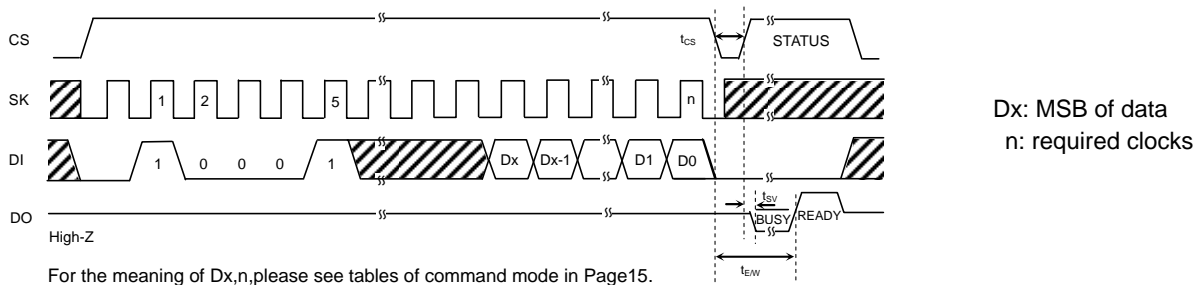 CS tCS STATUS
SK 1 2 5 n
DI 1 0 0 0 1 Dx Dx-1 D1 D0
DO tSV BUSY READY
High-Z
tE/W
For the meaning of Dx,n,please see tables of command mode in Page15.
Dx: MSB of data
n: required clocks